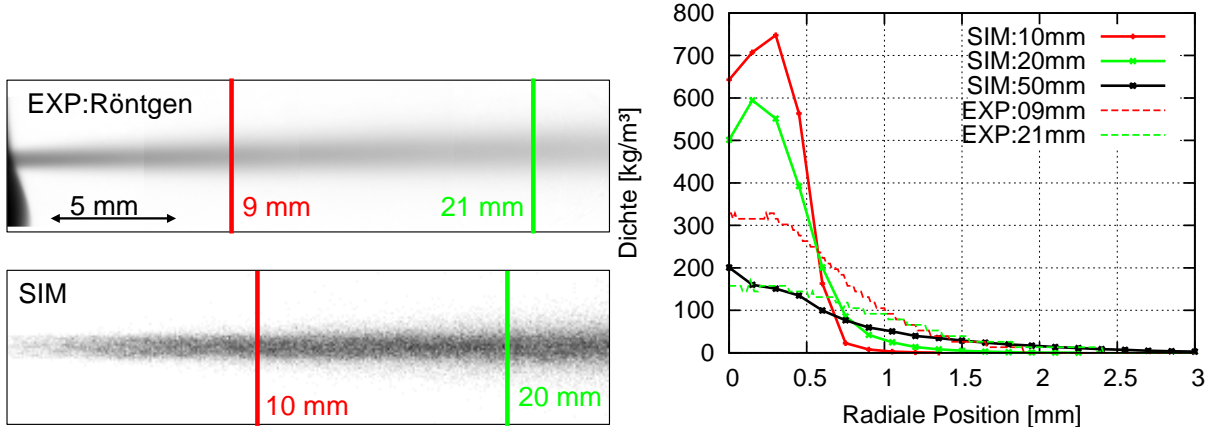 EXP:Röntgen
5 mm
9 mm
21 mm
SIM
10 mm
20 mm
Dichte [kg/m³]
800
700
600
500
400
300
200
100
0
0
0.5
1
1.5
2
2.5
3
Radiale Position [mm]
SIM:10mm
SIM:20mm
SIM:50mm
EXP:09mm
EXP:21mm